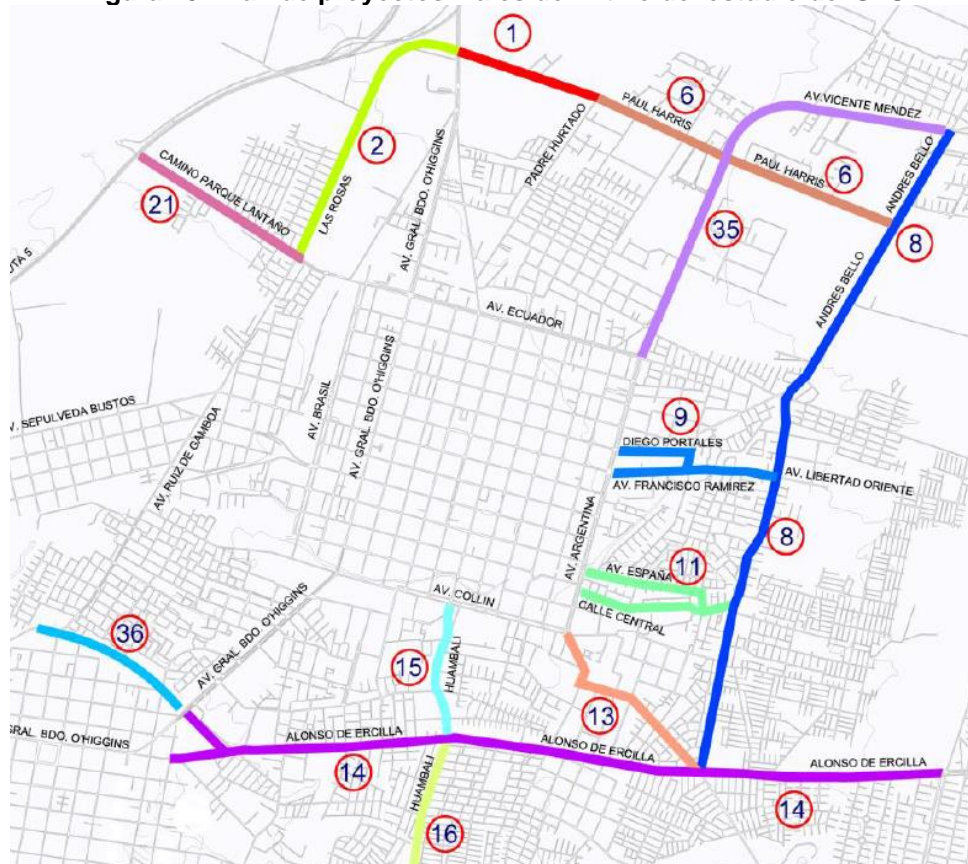 1
6
AV.VICENTE MENDEZ
PAUL HARRIS
2
PADRE HURTADO
CAMINO PARQUE LANTAÑO
AV. GRAL. BDO. O'HIGGINS
PAUL HARRIS
6
ANDRES BELLO
21
LAS ROSAS
35
8
ANDRES BELLO
AV. ECUADOR
AV. BRASIL
AV. GRAL. BDO. O'HIGGINS
SEPULVEDA BUSTOS
9
AV. RUIZ DE GAMBOA
DIEGO PORTALES
AV. LIBERTAD ORIENTE
AV. FRANCISCO RAMIREZ
AV. ARGENTINA
8
AV. ESPAÑA
11
AV. COLLIN
CALLE CENTRAL
36
AV. GRAL. BDO. O'HIGGINS
15
HUAMBALI
13
GRAL. BDO. O'HIGGINS
ALONSO DE ERCILLA
ALONSO DE ERCILLA
ALONSO DE ERCILLA
14
HUAMBALI
14
16